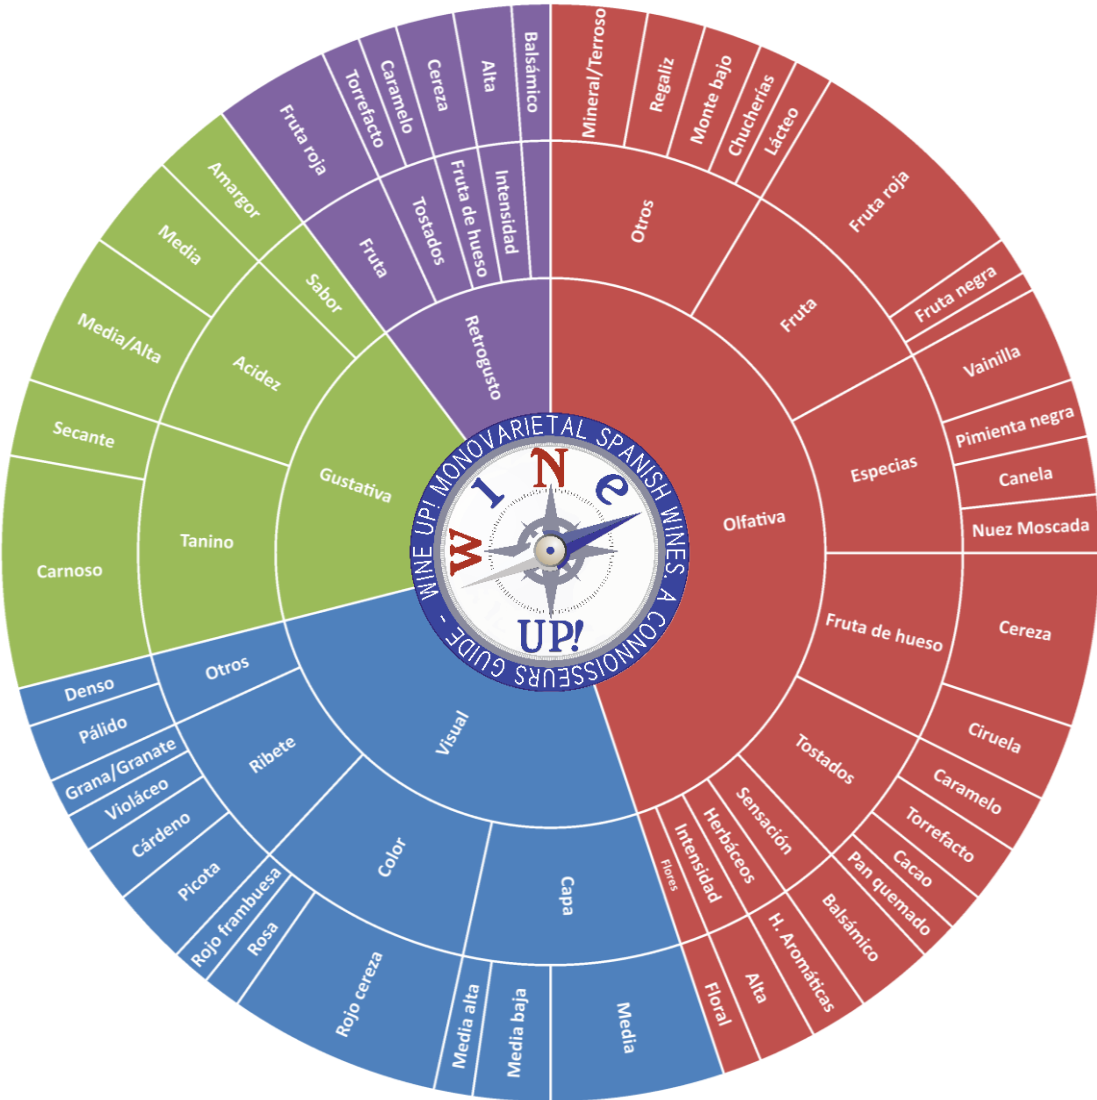 Mineral/Terroso
Regaliz
Monte bajo
Chucherías
Lácteo
Fruta roja
Fruta negra
Vainilla
Pimienta negra
Canela
Nuez Moscada
Cereza
Ciruela
Caramelo
Torrefacto
Cacao
Pan quemado
Balsámico
H. Aromáticas
Alta
Floral
Media
Media baja
Media alta
Rojo cereza
Rosa
Rojo frambuesa
Picota
Cárdeno
Violáceo
Grana/Granate
Pálido
Denso
Carnoso
Secante
Media/Alta
Media
Amargor
Fruta roja
Torrefacto
Caramelo
Cereza
Alta
Balsámico
Otros
Fruta
Especias
Fruta de hueso
Tostados
Sensación
Herbáceos
Intensidad
Flores
Capa
Color
Ribete
Otros
Tanino
Acidez
Sabor
Fruta
Tostados
Fruta de hueso
Intensidad
Olfativa
Visual
Gustativa
Retrogusto
WINE UP! MONOVARIETAL SPANISH WINES. A CONNOISSEURS GUIDE -
W1Ne
UP!